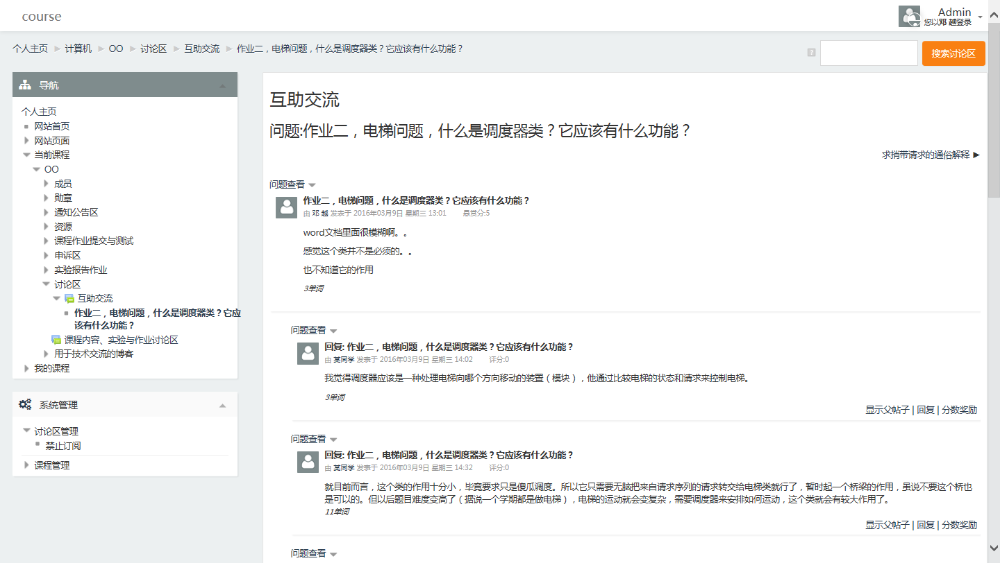 course
Admin
您以邓 越登录
个人主页 ► 计算机 ► OO ► 讨论区 ► 互助交流 ► 作业二，电梯问题，什么是调度器类？它应该有什么功能？
搜索讨论区
导航
个人主页
网站首页
网站页面
当前课程
OO
成员
勋章
通知公告区
资源
课程作业提交与测试
申诉区
实验报告作业
讨论区
互助交流
作业二，电梯问题，什么是调度器类？它应
该有什么功能？
课程内容、实验与作业讨论区
用于技术交流的博客
我的课程
系统管理
讨论区管理
禁止订阅
课程管理
互助交流
问题:作业二，电梯问题，什么是调度器类？它应该有什么功能？
求捎带请求的通俗解释 ►
问题查看
作业二，电梯问题，什么是调度器类？它应该有什么功能？
由 邓 越 发表于 2016年03月9日 星期三 13:01 悬赏分:5
word文档里面很模糊啊。。
感觉这个类并不是必须的。。
也不知道它的作用
3单词
问题查看
回复: 作业二，电梯问题，什么是调度器类？它应该有什么功能？
由 某同学 发表于 2016年03月9日 星期三 14:02 评分:0
我觉得调度器应该是一种处理电梯向哪个方向移动的装置（模块），他通过比较电梯的状态和请求来控制电梯。
3单词
显示父帖子 | 回复 | 分数奖励
问题查看
回复: 作业二，电梯问题，什么是调度器类？它应该有什么功能？
由 某同学 发表于 2016年03月9日 星期三 14:32 评分:0
就目前而言，这个类的作用十分小，毕竟要求只是傻瓜调度。所以它只需要无脑把来自请求序列的请求转交给电梯类就行了，暂时起一个桥梁的作用，虽说不要这个桥也
是可以的。但以后题目难度变高了（据说一个学期都是做电梯），电梯的运动就会变复杂，需要调度器来安排如何运动，这个类就会有较大作用了。
11单词
显示父帖子 | 回复 | 分数奖励
问题查看